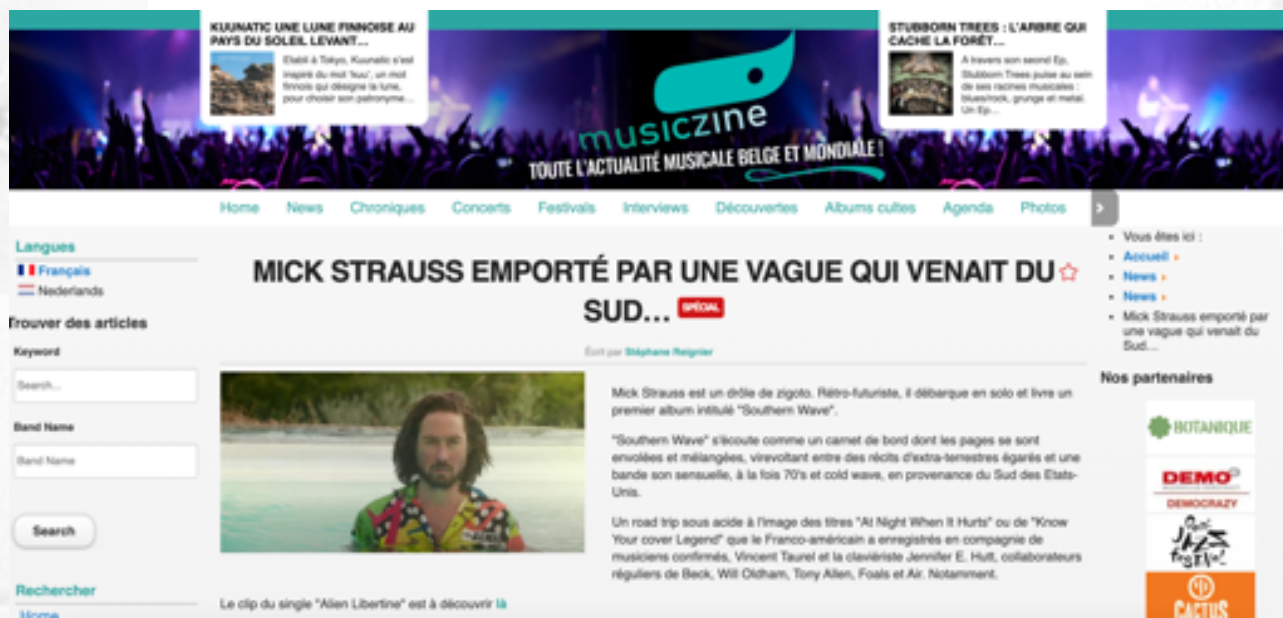 KUUNATIC UNE LUNE FINNOISE AU
PAYS DU SOLEIL LEVANT...
Etabli à Tokyo, Kuunatic s'est
inspiré du mot 'kuu', un mot
finnois qui désigne la lune,
pour choisir son patronyme...
STUBBORN TREES : L'ARBRE QUI
CACHE LA FORÊT...
A travers son second Ep,
Stubborn Trees puise au sein
de ses racines musicales :
blues/rock, grunge et metal.
Un Ep...
musiczine
TOUTE L'ACTUALITÉ MUSICALE BELGE ET MONDIALE !
Home News Chroniques Concerts Festivals Interviews Découvertes Albums cultes Agenda Photos
Langues
Français
Nederlands
Trouver des articles
Keyword
Search...
Band Name
Band Name
Search
Rechercher
Home
MICK STRAUSS EMPORTÉ PAR UNE VAGUE QUI VENAIT DU
SUD... SPÉCIAL
Écrit par Stéphane Reignier
Mick Strauss est un drôle de zigoto. Rétro-futuriste, il débarque en solo et livre un
premier album intitulé "Southern Wave".
"Southern Wave" s'écoute comme un carnet de bord dont les pages se sont
envolées et mélangées, virevoltant entre des récits d'extra-terrestres égarés et une
bande son sensuelle, à la fois 70's et cold wave, en provenance du Sud des Etats-
Unis.
Un road trip sous acide à l'image des titres "At Night When It Hurts" ou de "Know
Your cover Legend" que le Franco-américain a enregistrés en compagnie de
musiciens confirmés, Vincent Taurel et la claviériste Jennifer E. Hutt, collaborateurs
réguliers de Beck, Will Oldham, Tony Allen, Foals et Air. Notamment.
Le clip du single "Alien Libertine" est à découvrir là
Vous êtes ici :
Accueil
News
News
Mick Strauss emporté par
une vague qui venait du
Sud...
Nos partenaires
BOTANIQUE
DEMO
DEMOCRAZY
Gent
JAZZ
FESTIVAL
CACTUS